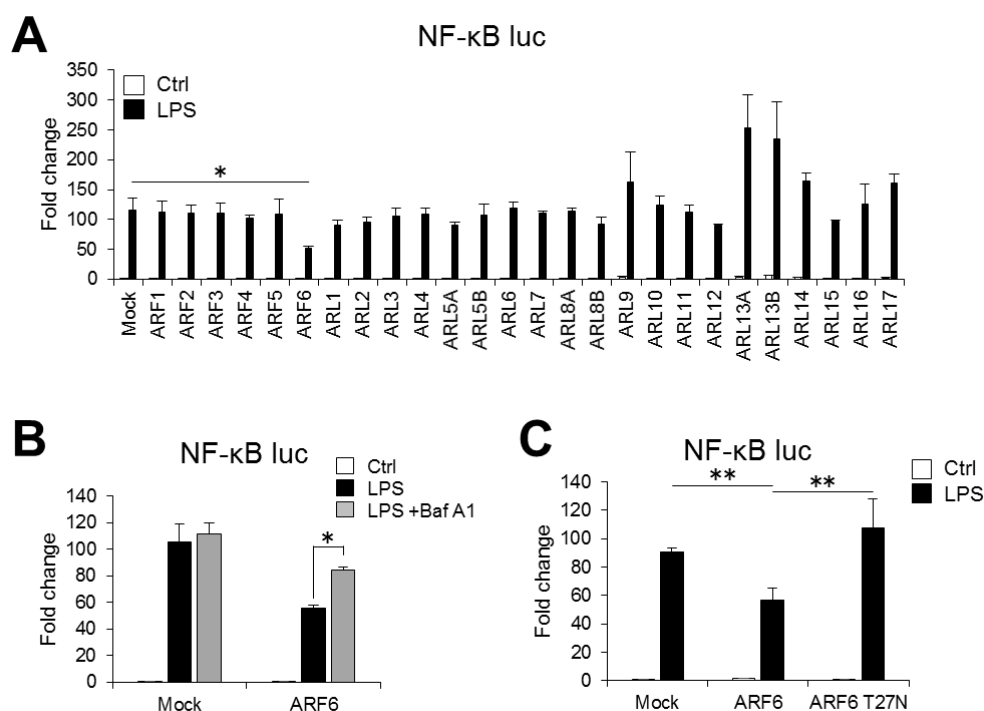 A
NF-κB luc
Ctrl
LPS
Fold change
350
300
250
200
150
100
50
0
*
Mock
ARF1
ARF2
ARF3
ARF4
ARF5
ARF6
ARL1
ARL2
ARL3
ARL4
ARL5A
ARL5B
ARL6
ARL7
ARL8A
ARL8B
ARL9
ARL10
ARL11
ARL12
ARL13A
ARL13B
ARL14
ARL15
ARL16
ARL17
B
NF-κB luc
Ctrl
LPS
LPS +Baf A1
Fold change
140
120
100
80
60
40
20
0
*
Mock ARF6
C
NF-κB luc
Ctrl
LPS
Fold change
140
120
100
80
60
40
20
0
** **
Mock ARF6 ARF6 T27N